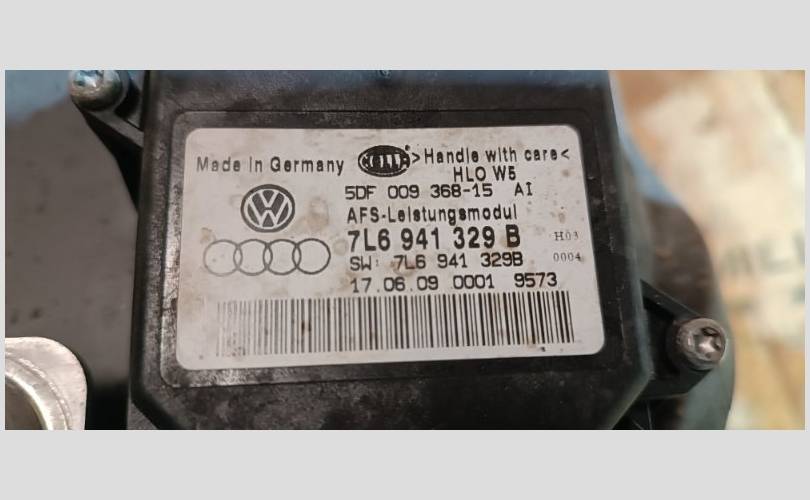 Made in Germany HELLA >Handle with care<
HLO W5
5DF 009 368-15 AI
AFS-Leistungsmodul
7L6 941 329 B H03
SW: 7L6 941 329B 0004
17.06.09 0001 9573